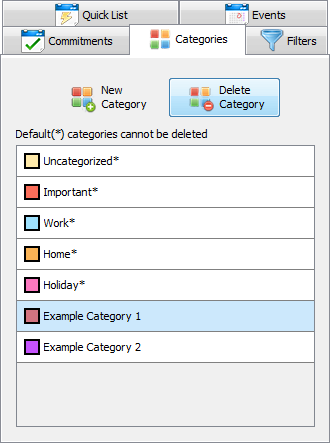 Quick List
Events
Commitments
Categories
Filters
New
Category
Delete
Category
Default(*) categories cannot be deleted
Uncategorized*
Important*
Work*
Home*
Holiday*
Example Category 1
Example Category 2